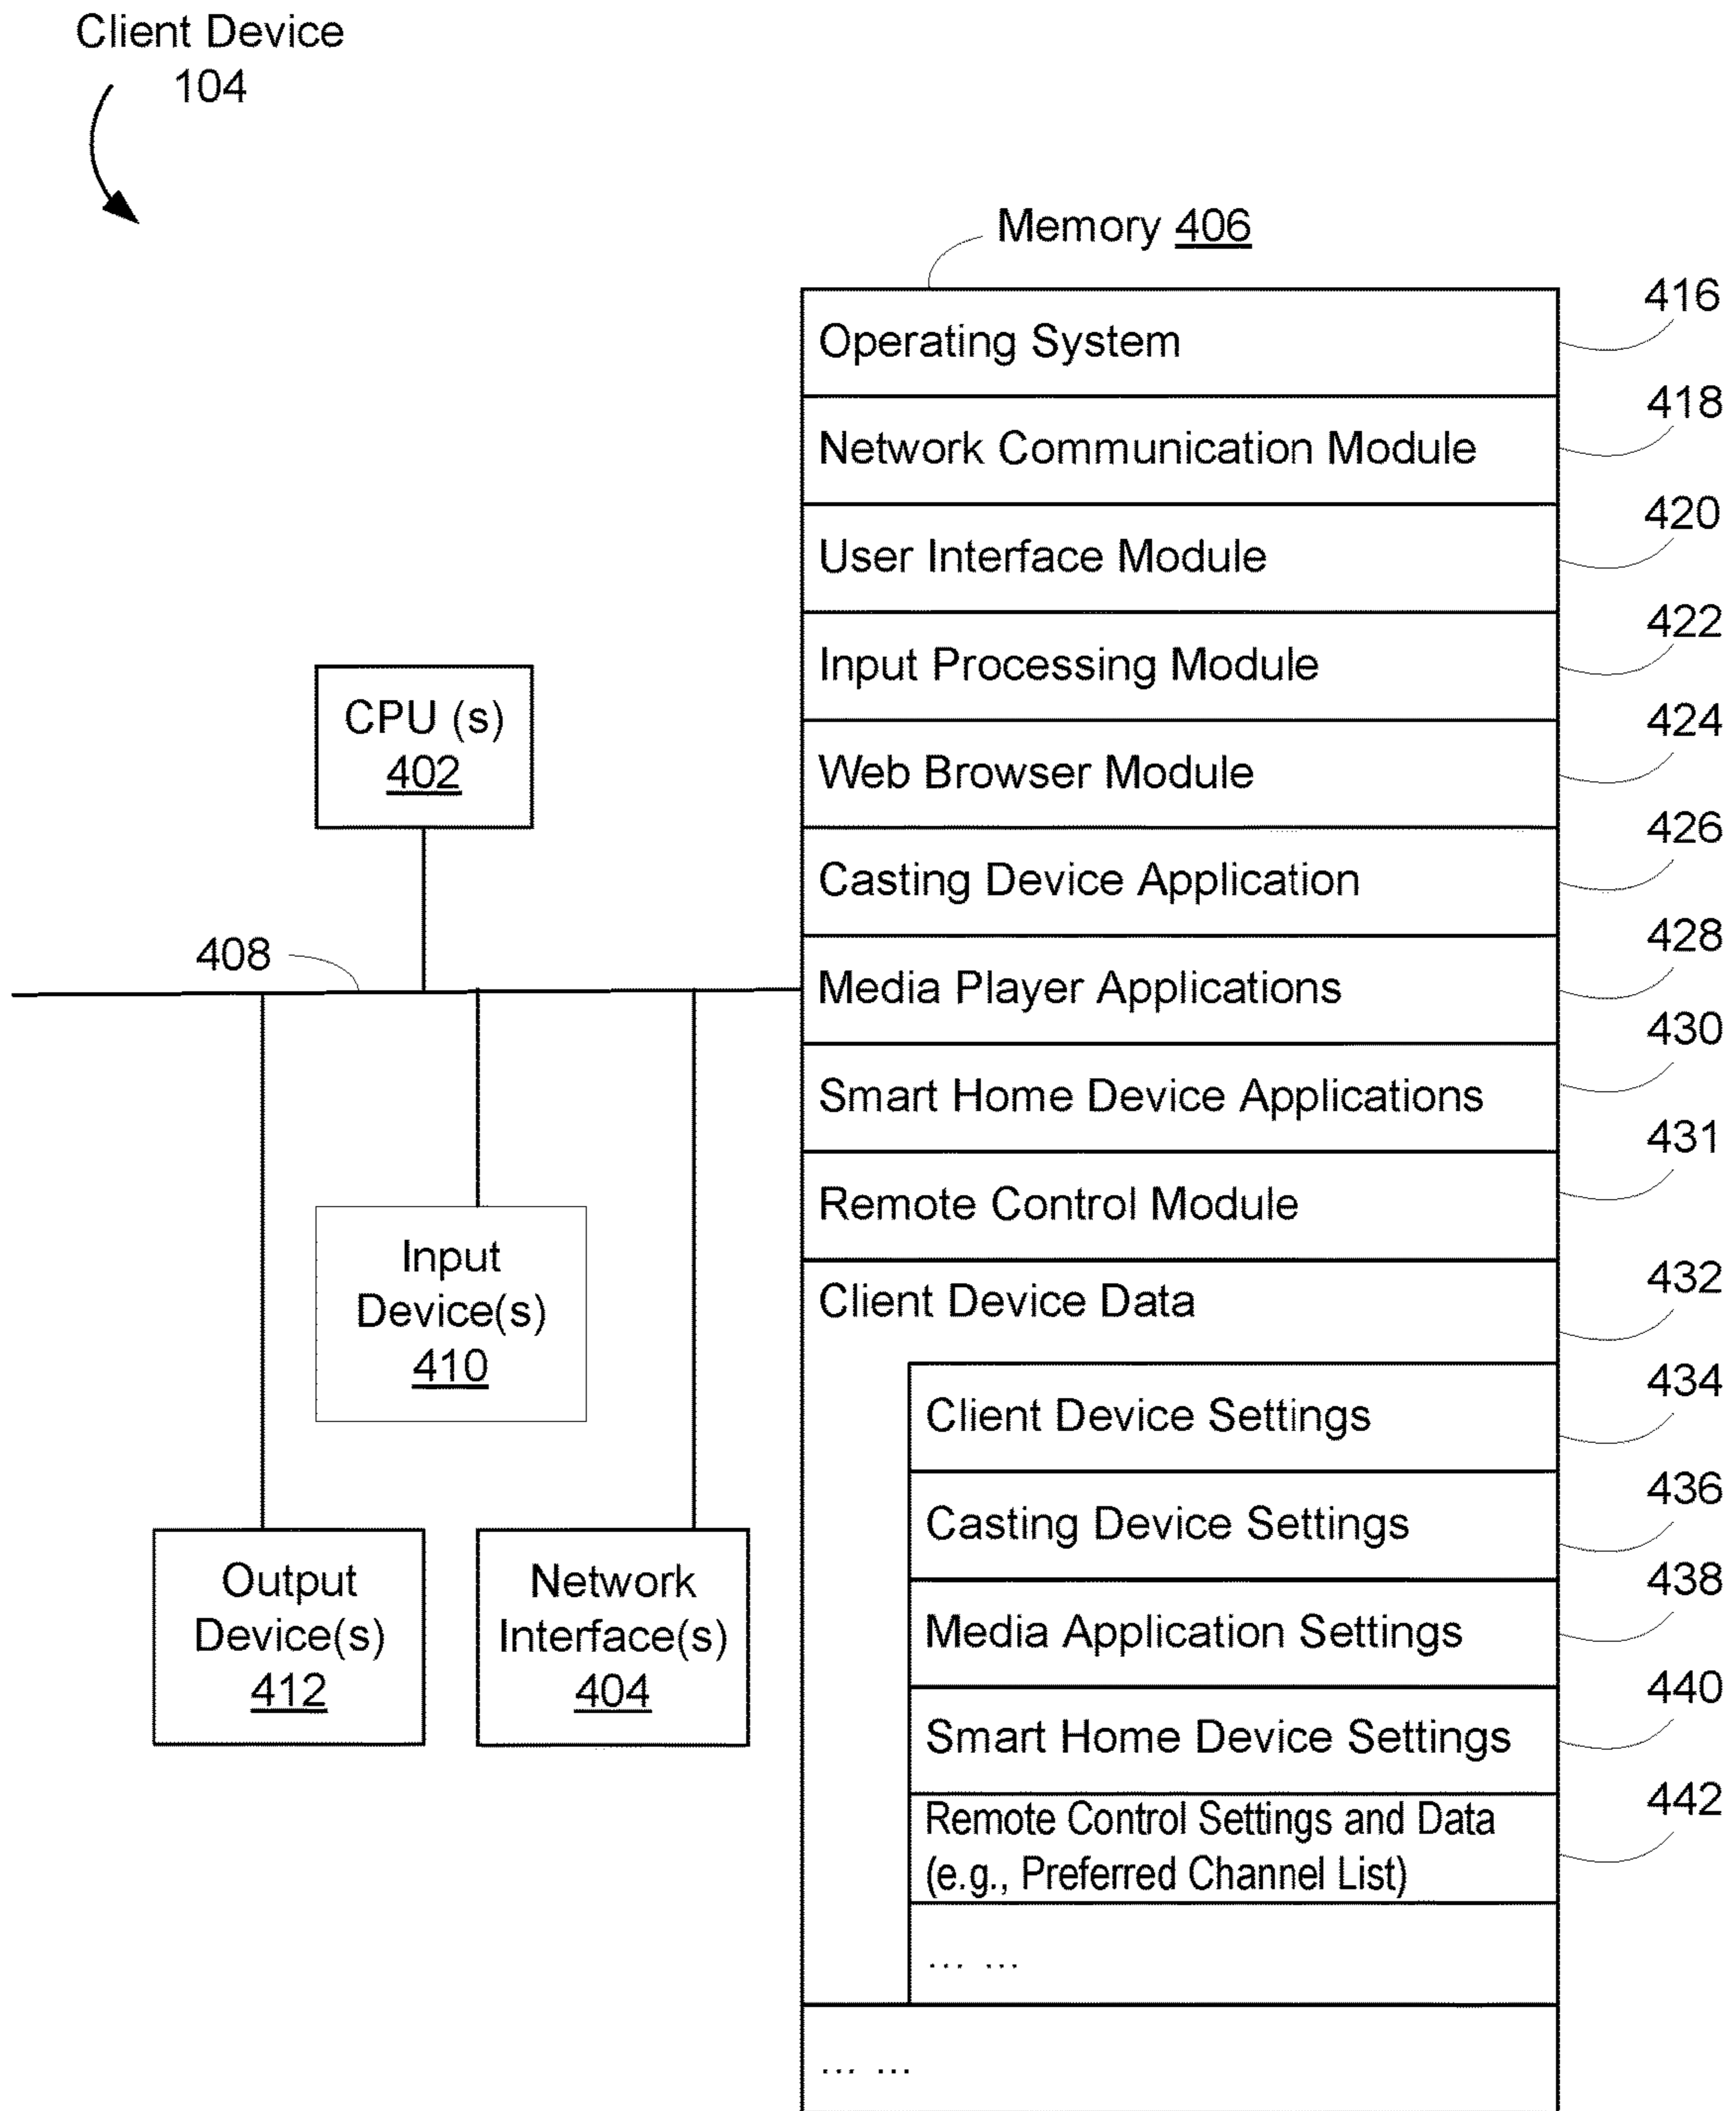 Client Device
104
Memory 406
Operating System
416
Network Communication Module
418
User Interface Module
420
Input Processing Module
422
Web Browser Module
424
Casting Device Application
426
Media Player Applications
428
Smart Home Device Applications
430
Remote Control Module
431
Client Device Data
432
Client Device Settings
434
Casting Device Settings
436
Media Application Settings
438
Smart Home Device Settings
440
Remote Control Settings and Data
(e.g., Preferred Channel List)
442
... ...
... ...
CPU (s)
402
408
Input
Device(s)
410
Output
Device(s)
412
Network
Interface(s)
404